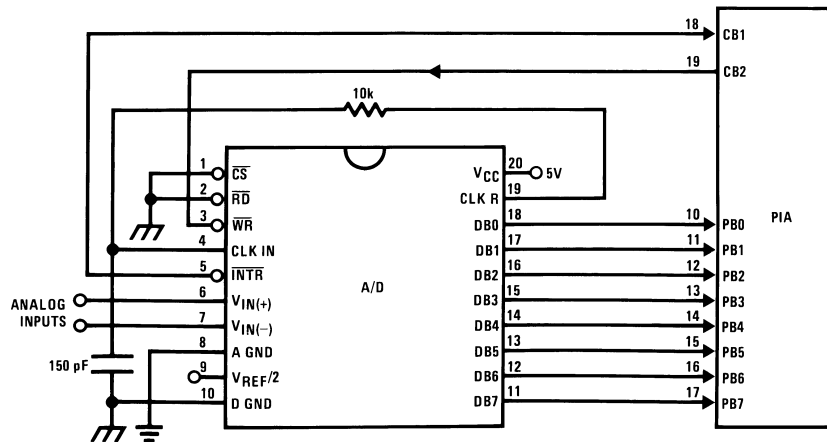 18 CB1
19 CB2
10k
1 CS
20 VCC 5V
2 RD
19 CLK R
3 WR
18 DB0 10 PB0
PIA
4 CLK IN
17 DB1 11 PB1
5 INTR
16 DB2 12 PB2
A/D
ANALOG INPUTS
6 VIN(+)
15 DB3 13 PB3
7 VIN(−)
14 DB4 14 PB4
8 A GND
13 DB5 15 PB5
150 pF
9 VREF/2
12 DB6 16 PB6
10 D GND
11 DB7 17 PB7